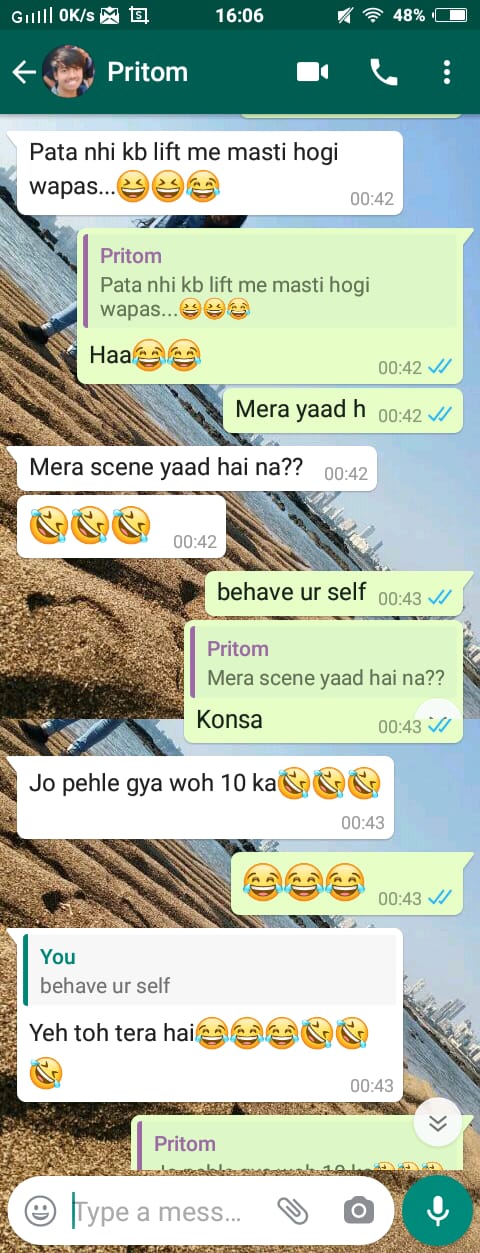 0K/s 16:06 48%
Pritom
Pata nhi kb lift me masti hogi
wapas...😆😆😂
00:42
Pritom
Pata nhi kb lift me masti hogi
wapas...😆😆😂
Haa😂😂
00:42
Mera yaad h 00:42
Mera scene yaad hai na?? 00:42
🤣🤣🤣 00:42
behave ur self 00:43
Pritom
Mera scene yaad hai na??
Konsa 00:43
Jo pehle gya woh 10 ka🤣🤣🤣
00:43
😂😂😂 00:43
You
behave ur self
Yeh toh tera hai😂😂😂🤣🤣
🤣
00:43
Pritom
Type a mess...